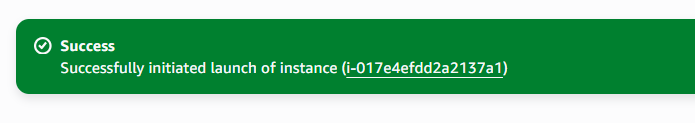 Success
Successfully initiated launch of instance (i-017e4efdd2a2137a1)